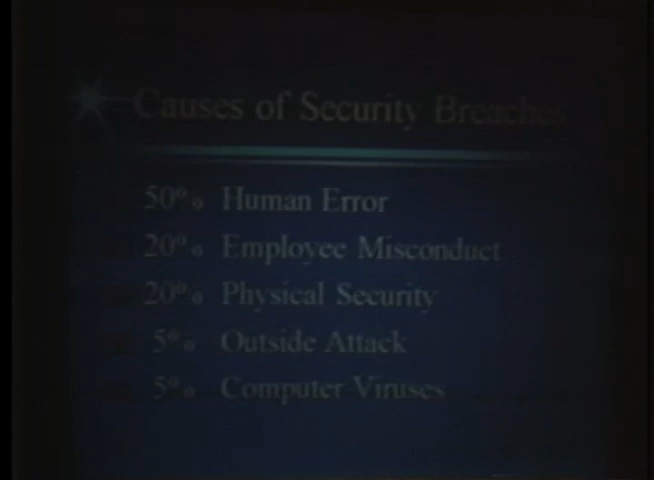 Causes of Security Breaches
50% Human Error
20% Employee Misconduct
20% Physical Security
5% Outside Attack
5% Computer Viruses